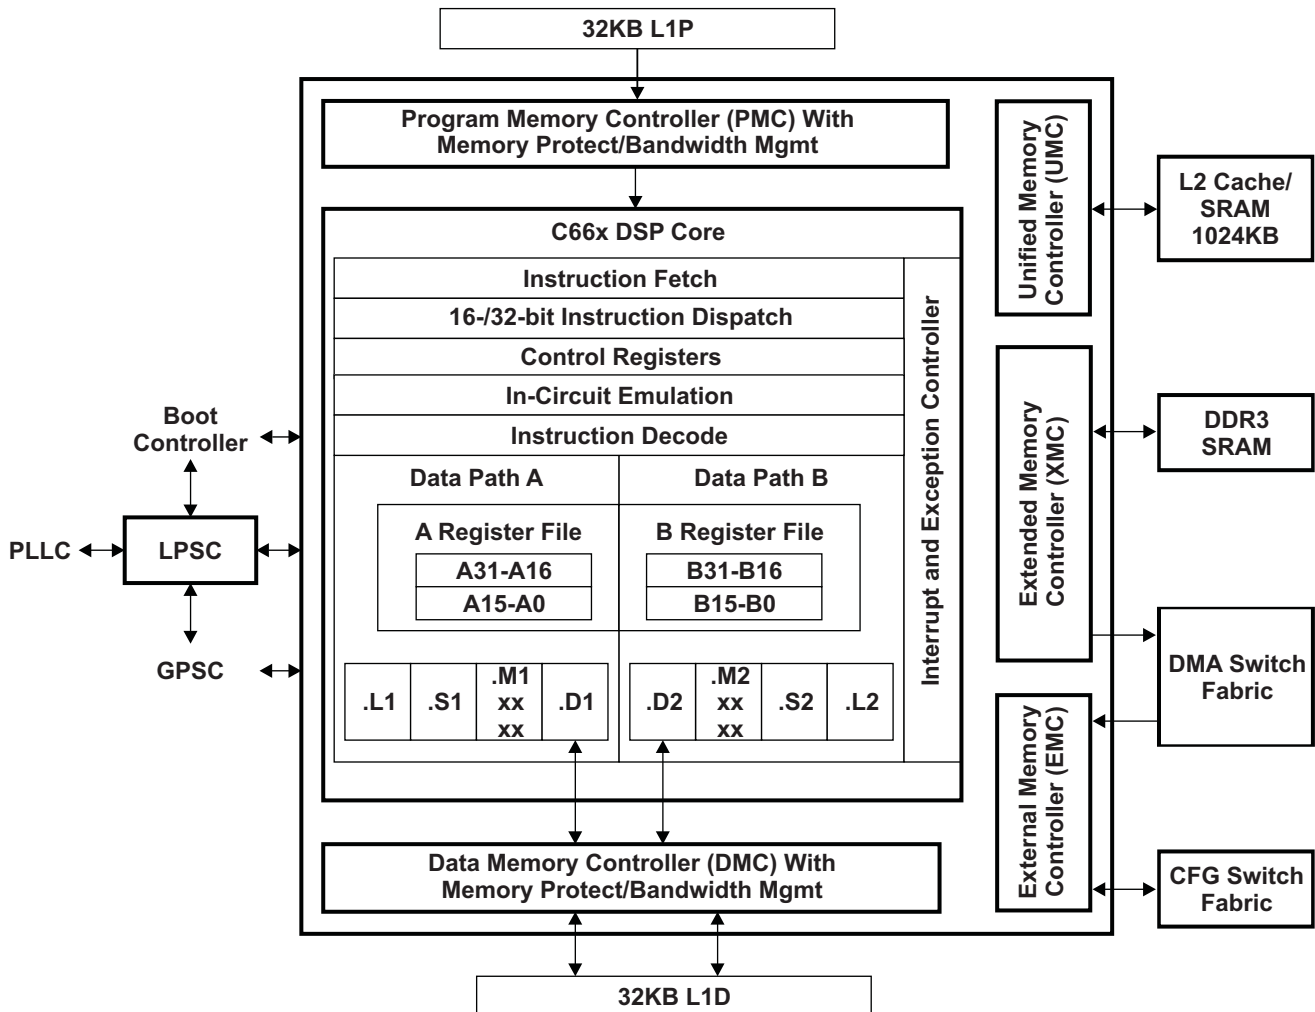 32KB L1P
Program Memory Controller (PMC) With
Memory Protect/Bandwidth Mgmt
C66x DSP Core
Instruction Fetch
16-/32-bit Instruction Dispatch
Control Registers
In-Circuit Emulation
Instruction Decode
Data Path A
Data Path B
A Register File
B Register File
A31-A16
A15-A0
B31-B16
B15-B0
.L1
.S1
.M1
xx
xx
.D1
.D2
.M2
xx
xx
.S2
.L2
Interrupt and Exception Controller
Data Memory Controller (DMC) With
Memory Protect/Bandwidth Mgmt
32KB L1D
Boot
Controller
PLLC
LPSC
GPSC
Unified Memory
Controller (UMC)
Extended Memory
Controller (XMC)
External Memory
Controller (EMC)
L2 Cache/
SRAM
1024KB
DDR3
SRAM
DMA Switch
Fabric
CFG Switch
Fabric